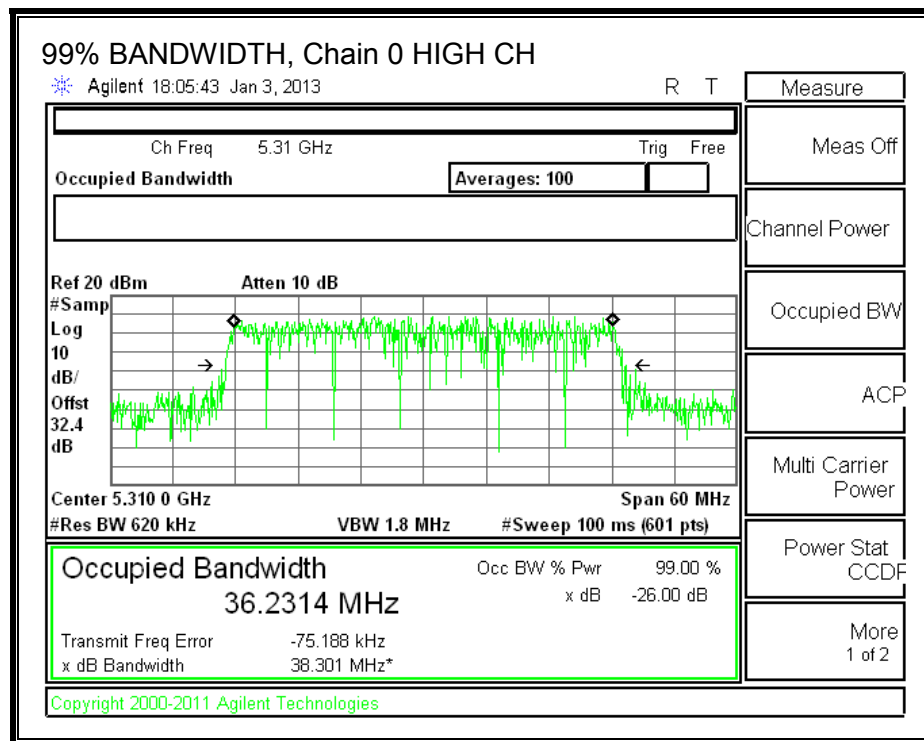 99% BANDWIDTH, Chain 0 HIGH CH
Agilent 18:05:43 Jan 3, 2013 R T
Measure
Ch Freq 5.31 GHz Trig Free
Occupied Bandwidth Averages: 100
Ref 20 dBm Atten 10 dB
#Samp
Log
10
dB/
Offst
32.4
dB
Center 5.310 0 GHz Span 60 MHz
#Res BW 620 kHz VBW 1.8 MHz #Sweep 100 ms (601 pts)
Occupied Bandwidth Occ BW % Pwr 99.00 %
36.2314 MHz x dB -26.00 dB
Transmit Freq Error -75.188 kHz
x dB Bandwidth 38.301 MHz*
Meas Off
Channel Power
Occupied BW
ACP
Multi Carrier
Power
Power Stat
CCDF
More
1 of 2
Copyright 2000-2011 Agilent Technologies